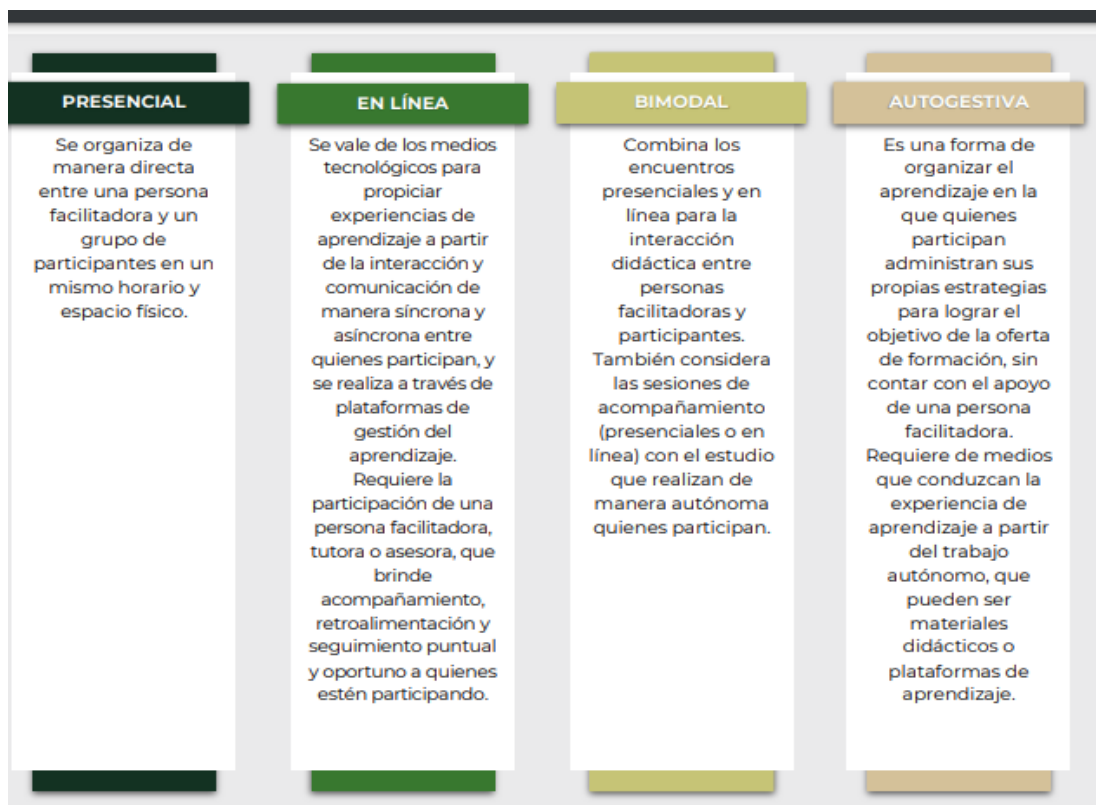 PRESENCIAL
Se organiza de
manera directa
entre una persona
facilitadora y un
grupo de
participantes en un
mismo horario y
espacio físico.
EN LÍNEA
Se vale de los medios
tecnológicos para
propiciar
experiencias de
aprendizaje a partir
de la interacción y
comunicación de
manera síncrona y
asíncrona entre
quienes participan, y
se realiza a través de
plataformas de
gestión del
aprendizaje.
Requiere la
participación de una
persona facilitadora,
tutora o asesora, que
brinde
acompañamiento,
retroalimentación y
seguimiento puntual
y oportuno a quienes
estén participando.
BIMODAL
Combina los
encuentros
presenciales y en
línea para la
interacción
didáctica entre
personas
facilitadoras y
participantes.
También considera
las sesiones de
acompañamiento
(presenciales o en
línea) con el estudio
que realizan de
manera autónoma
quienes participan.
AUTOGESTIVA
Es una forma de
organizar el
aprendizaje en la
que quienes
participan
administran sus
propias estrategias
para lograr el
objetivo de la oferta
de formación, sin
contar con el apoyo
de una persona
facilitadora.
Requiere de medios
que conduzcan la
experiencia de
aprendizaje a partir
del trabajo
autónomo, que
pueden ser
materiales
didácticos o
plataformas de
aprendizaje.